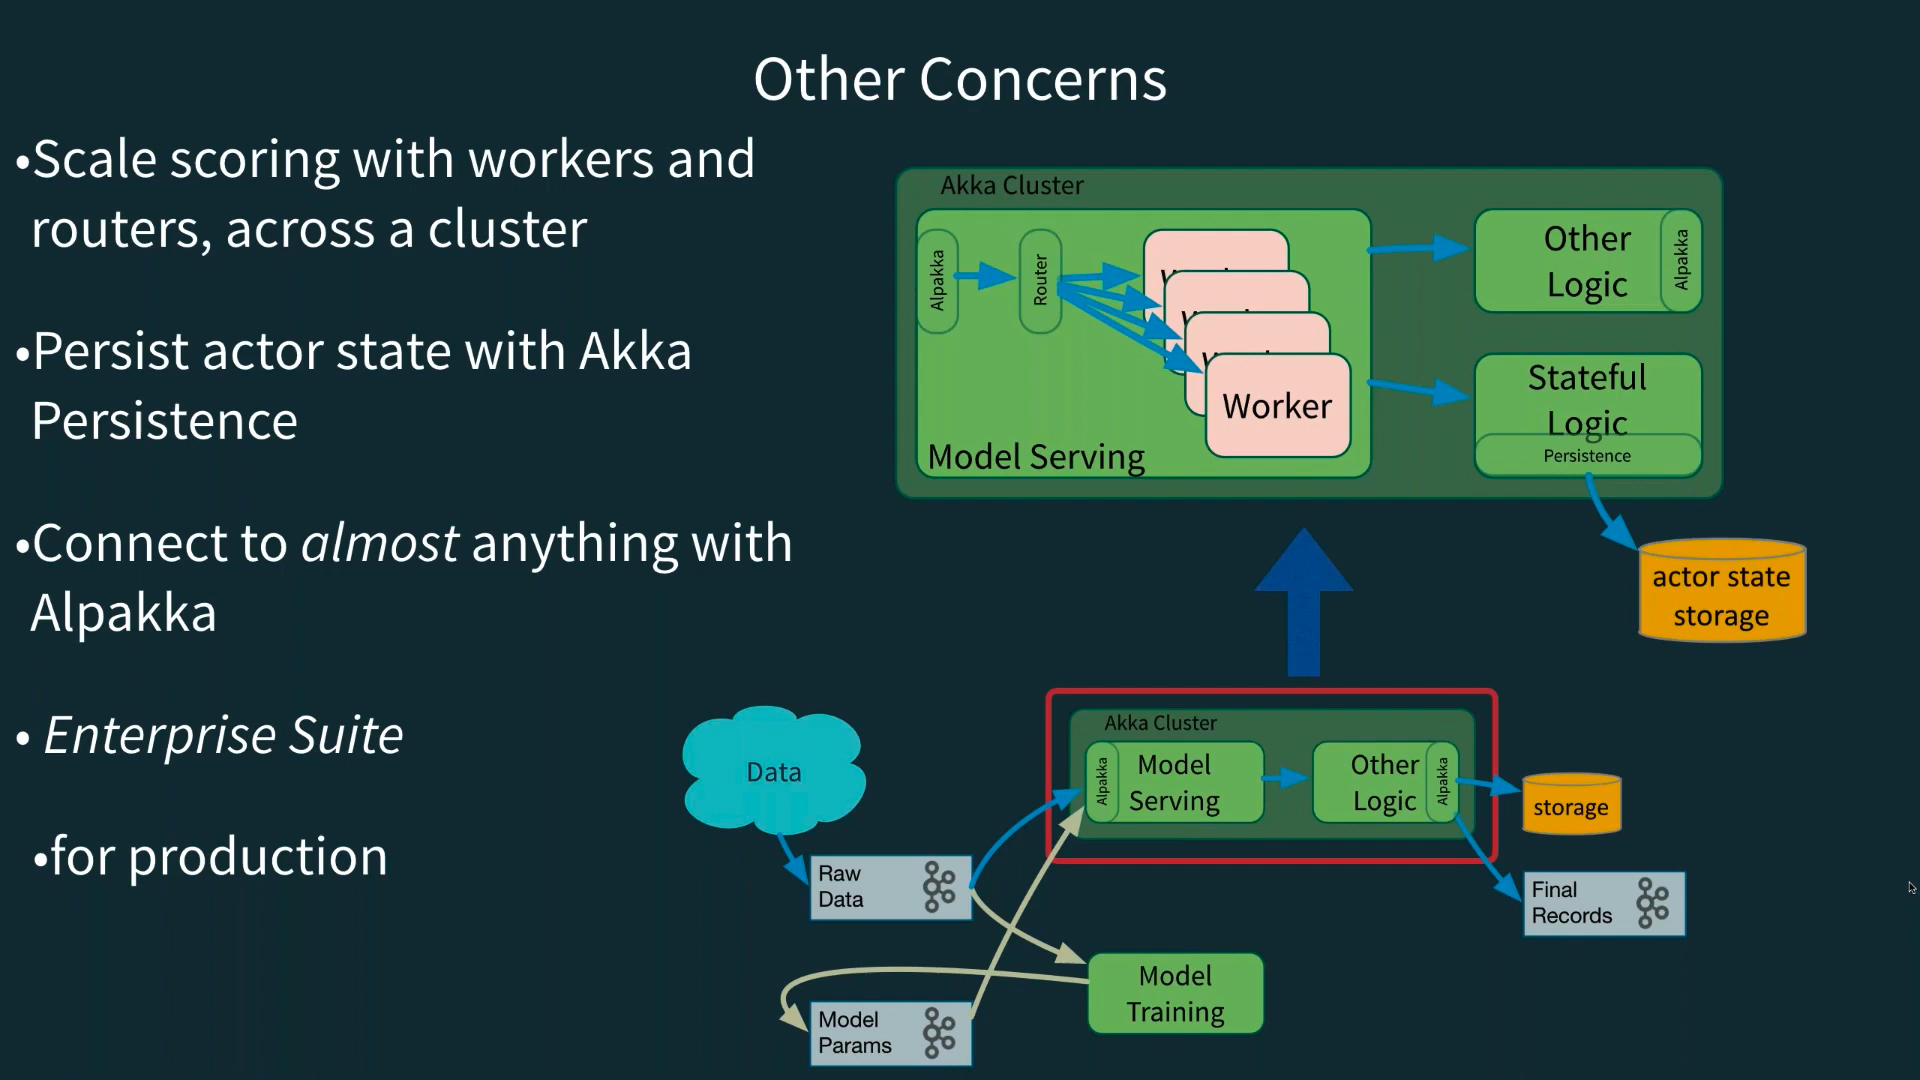 Other Concerns
•Scale scoring with workers and
routers, across a cluster
•Persist actor state with Akka
Persistence
•Connect to almost anything with
Alpakka
• Enterprise Suite
•for production
Akka Cluster
Alpakka
Router
Worker
Model Serving
Other
Logic
Alpakka
Stateful
Logic
Persistence
actor state
storage
Akka Cluster
Alpakka
Model
Serving
Other
Logic
Alpakka
storage
Data
Raw
Data
Final
Records
Model
Training
Model
Params